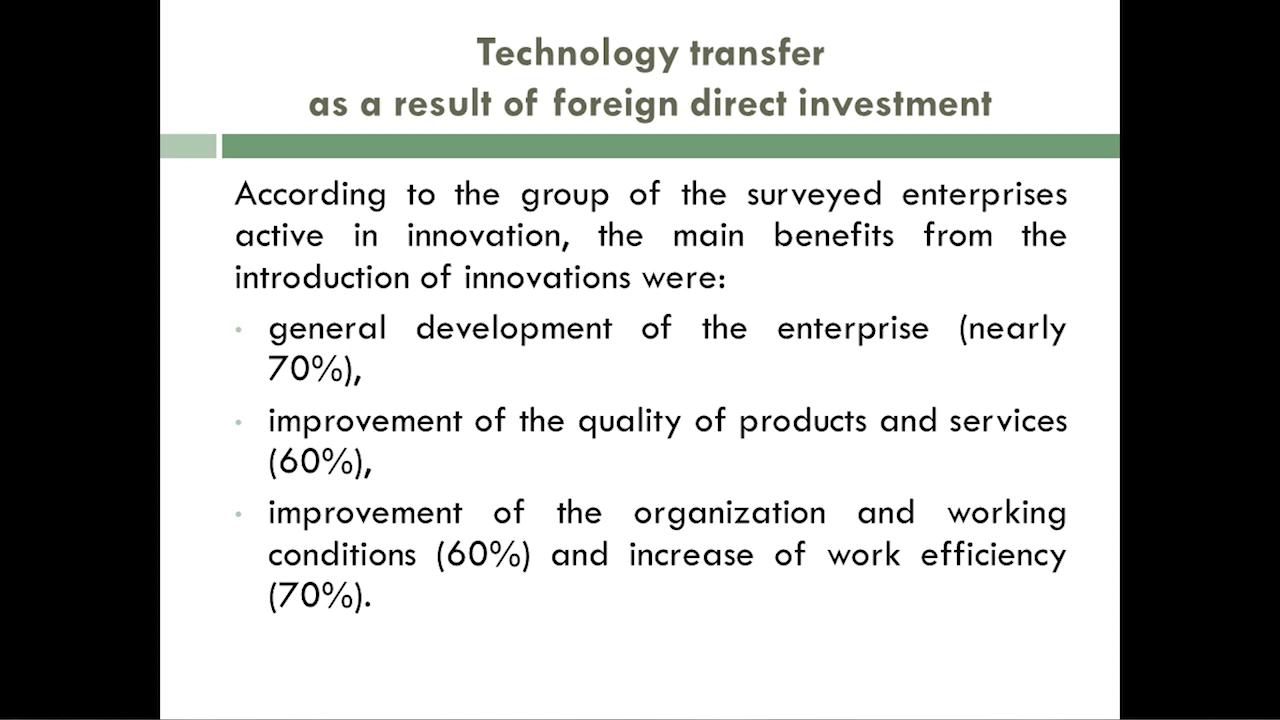 Technology transfer
as a result of foreign direct investment
According to the group of the surveyed enterprises
active in innovation, the main benefits from the
introduction of innovations were:
• general development of the enterprise (nearly
70%),
• improvement of the quality of products and services
(60%),
• improvement of the organization and working
conditions (60%) and increase of work efficiency
(70%).